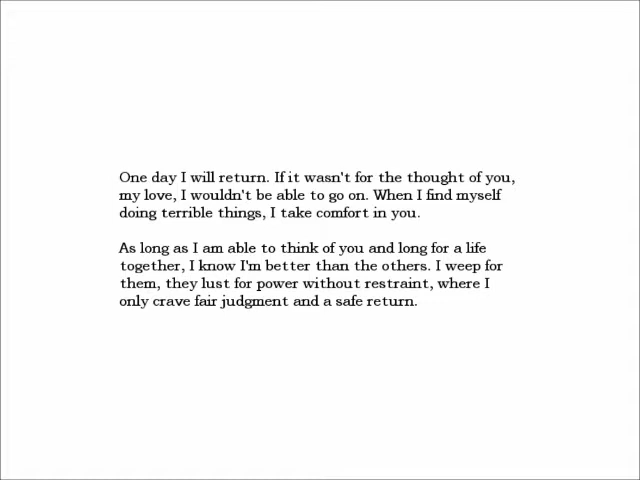 One day I will return. If it wasn't for the thought of you,
my love, I wouldn't be able to go on. When I find myself
doing terrible things, I take comfort in you.
As long as I am able to think of you and long for a life
together, I know I'm better than the others. I weep for
them, they lust for power without restraint, where I
only crave fair judgment and a safe return.